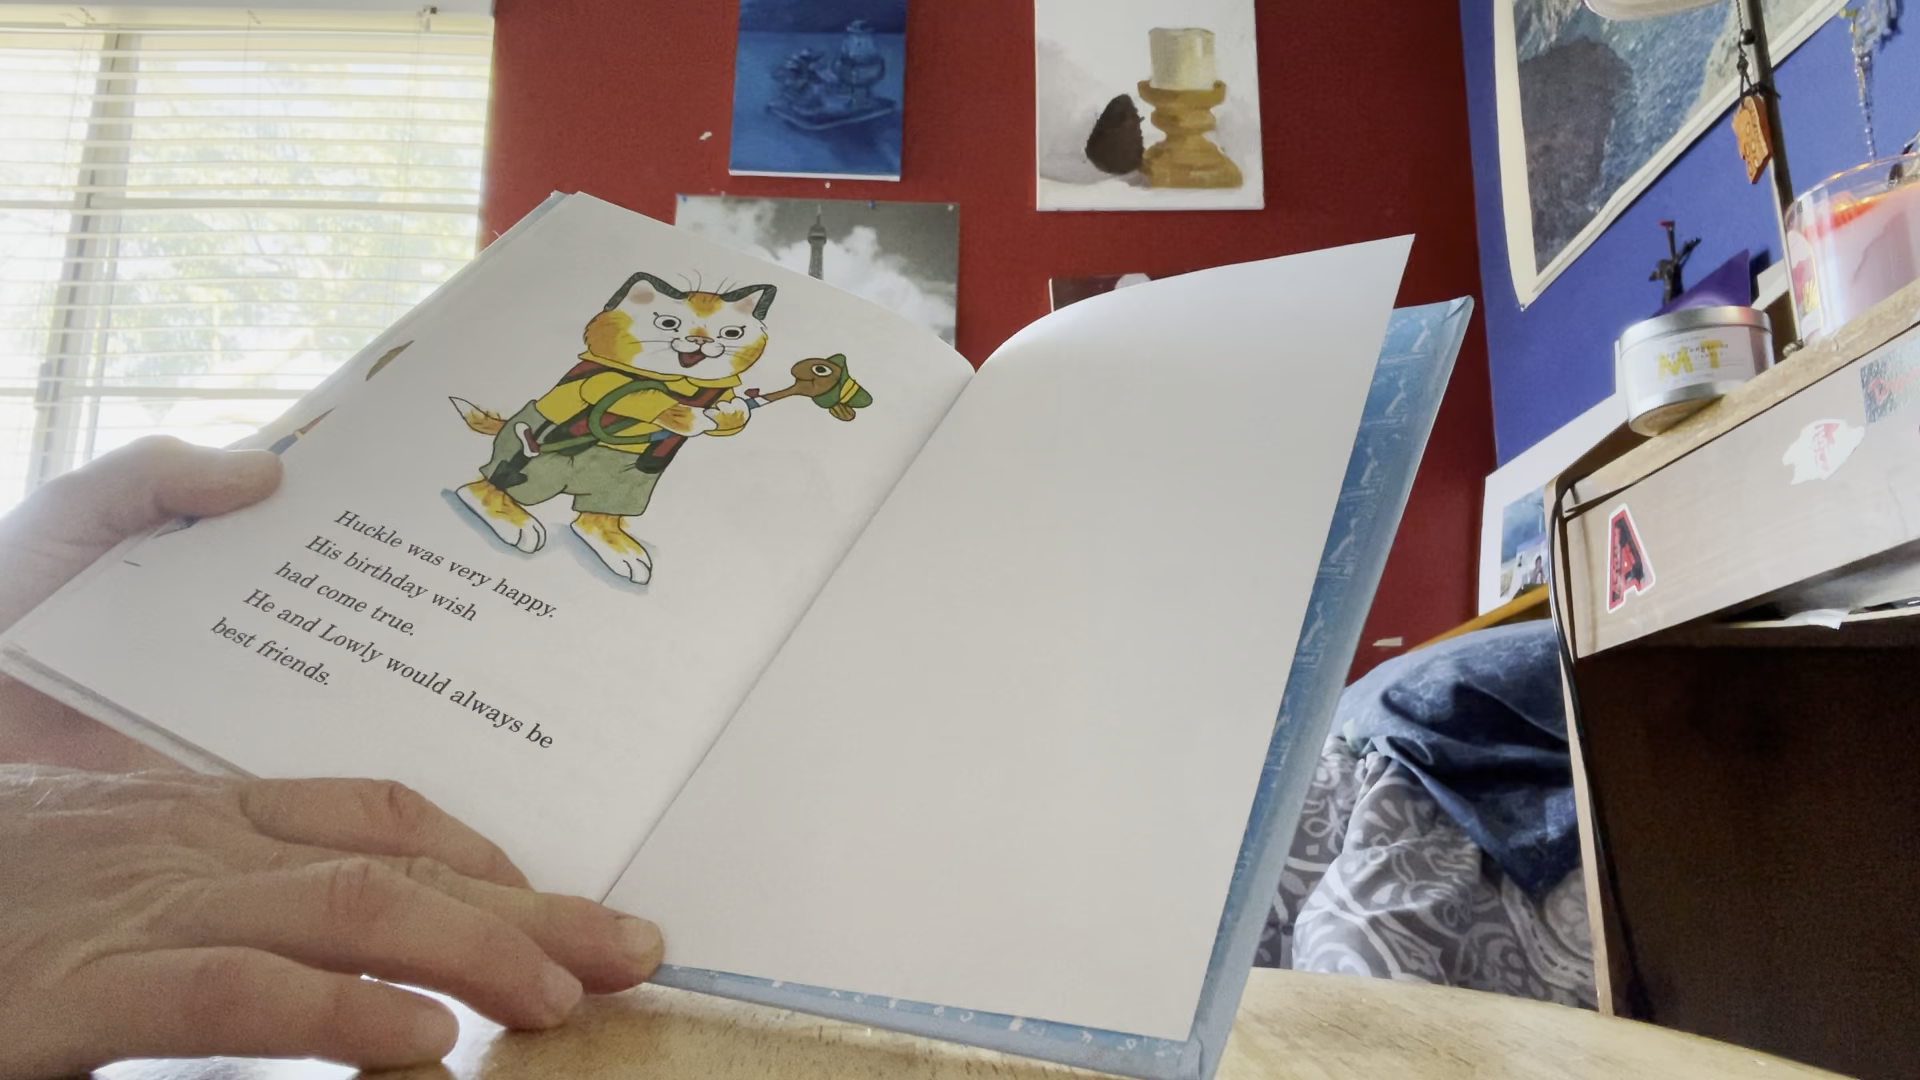 Huckle was very happy.
His birthday wish
had come true.
He and Lowly would always be
best friends.
A